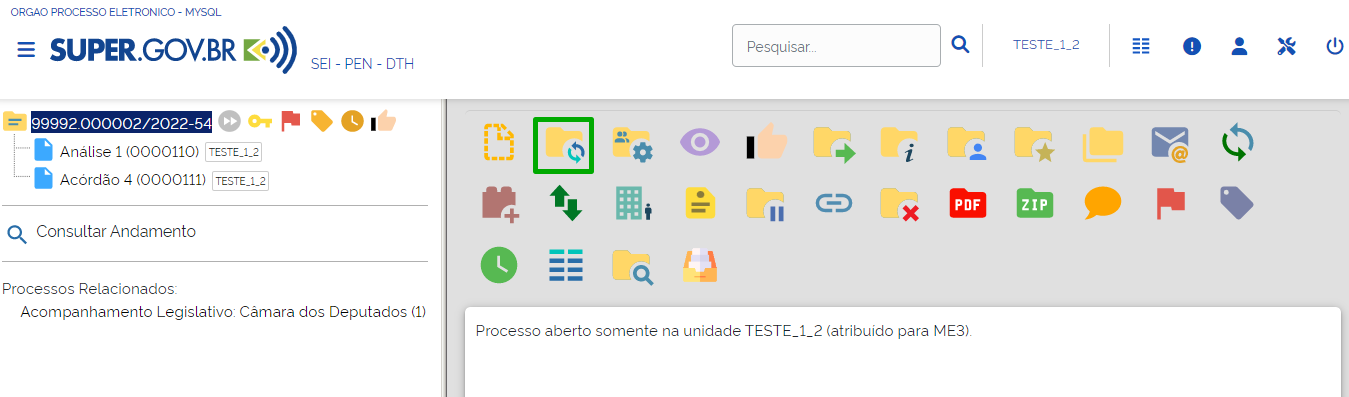 ORGAO PROCESSO ELETRONICO - MYSQL
SUPER.GOV.BR
SEI - PEN - DTH
Pesquisar...
TESTE_1_2
99992.000002/2022-54
Análise 1 (0000110) TESTE_1_2
Acórdão 4 (0000111) TESTE_1_2
Consultar Andamento
Processos Relacionados:
Acompanhamento Legislativo: Câmara dos Deputados (1)
i
@
PDF
ZIP
Processo aberto somente na unidade TESTE_1_2 (atribuído para ME3).